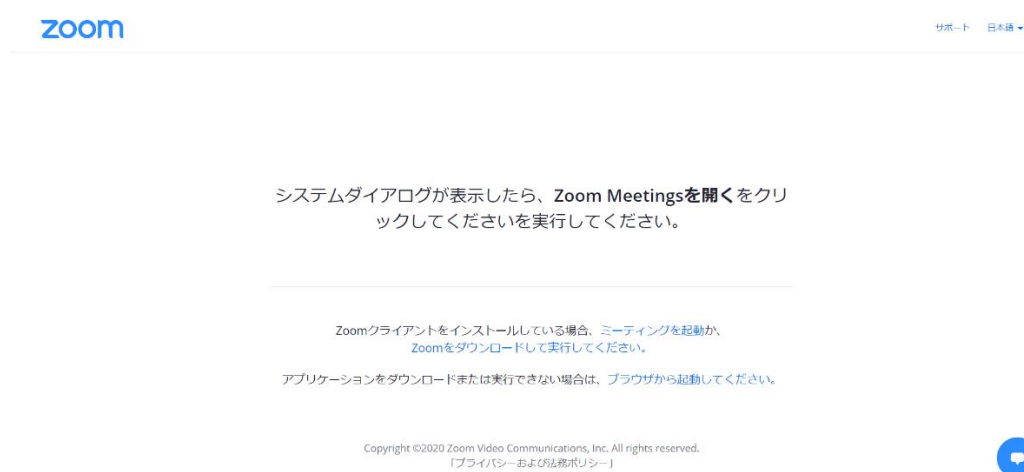 zoom
サポート 日本語
システムダイアログが表示したら、Zoom Meetingsを開くをクリ
ックしてくださいを実行してください。
Zoomクライアントをインストールしている場合、ミーティングを起動か、
Zoomをダウンロードして実行してください。
アプリケーションをダウンロードまたは実行できない場合は、ブラウザから起動してください。
Copyright ©2020 Zoom Video Communications, Inc. All rights reserved.
「プライバシーおよび法務ポリシー」